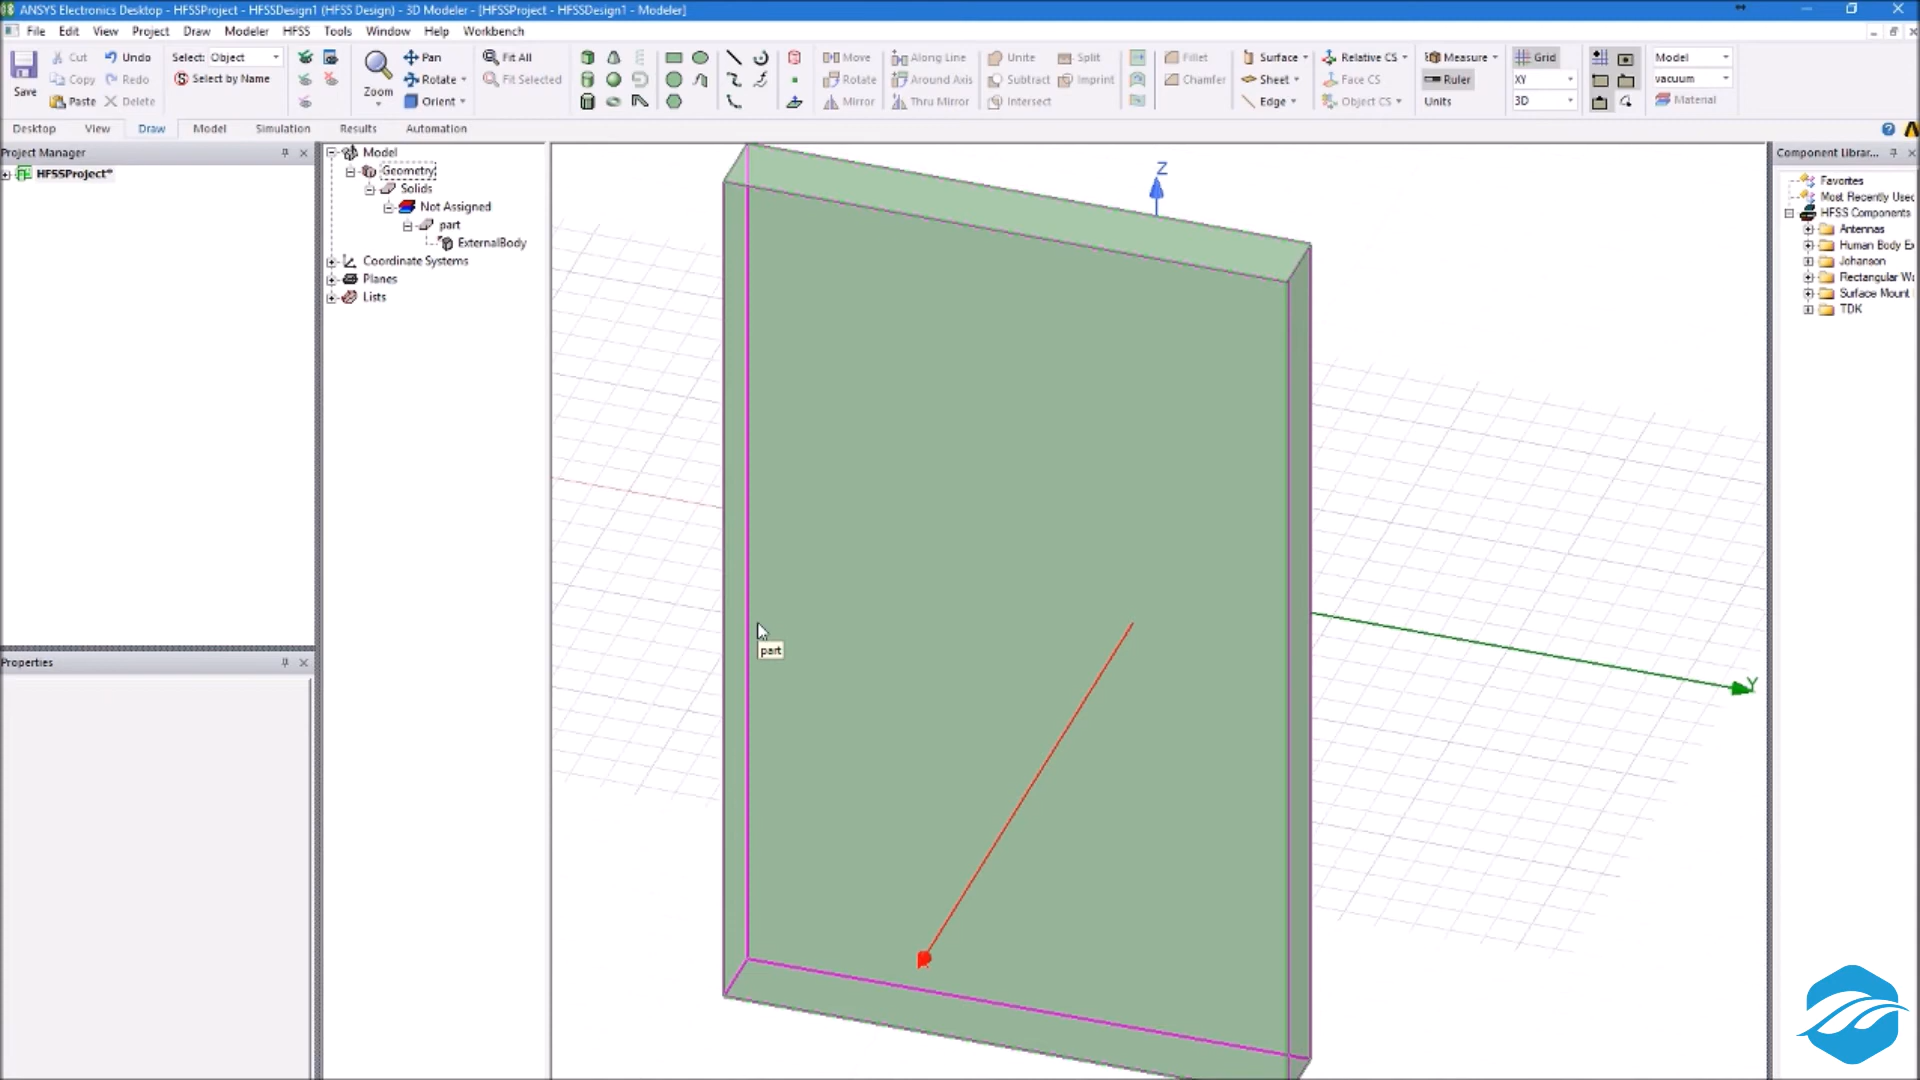 ANSYS Electronics Desktop - HFSSProject - HFSSDesign1 (HFSS Design) - 3D Modeler - [HFSSProject - HFSSDesign1 - Modeler]
File Edit View Project Draw Modeler HFSS Tools Window Help Workbench
Save
Cut Undo
Copy Redo
Paste Delete
Select: Object
Select by Name
Zoom
Pan
Rotate
Orient
Fit All
Fit Selected
Move Along Line
Rotate Around Axis
Mirror Thru Mirror
Unite Split
Subtract Imprint
Intersect
Fillet
Chamfer
Surface
Sheet
Edge
Relative CS
Face CS
Object CS
Measure
Ruler
Units
Grid
XY
3D
Model
vacuum
Material
Desktop View Draw Model Simulation Results Automation
Project Manager
HFSSProject*
Properties
Model
Geometry
Solids
Not Assigned
part
ExternalBody
Coordinate Systems
Planes
Lists
Z
Y
part
Component Librar...
Favorites
Most Recently Used
HFSS Components
Antennas
Human Body E
Johanson
Rectangular W
Surface Mount
TDK